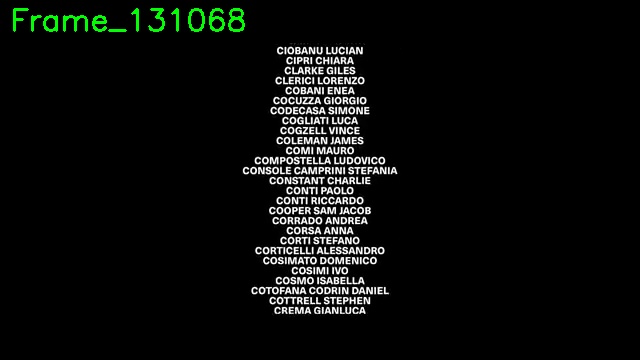 Frame_131068
CIOBANU LUCIAN
CIPRI CHIARA
CLARKE GILES
CLERICI LORENZO
COBANI ENEA
COCUZZA GIORGIO
CODECASA SIMONE
COGLIATI LUCA
COGZELL VINCE
COLEMAN JAMES
COMI MAURO
COMPOSTELLA LUDOVICO
CONSOLE CAMPRINI STEFANIA
CONSTANT CHARLIE
CONTI PAOLO
CONTI RICCARDO
COOPER SAM JACOB
CORRADO ANDREA
CORSA ANNA
CORTI STEFANO
CORTICELLI ALESSANDRO
COSIMATO DOMENICO
COSIMI IVO
COSMO ISABELLA
COTOFANA CODRIN DANIEL
COTTRELL STEPHEN
CREMA GIANLUCA